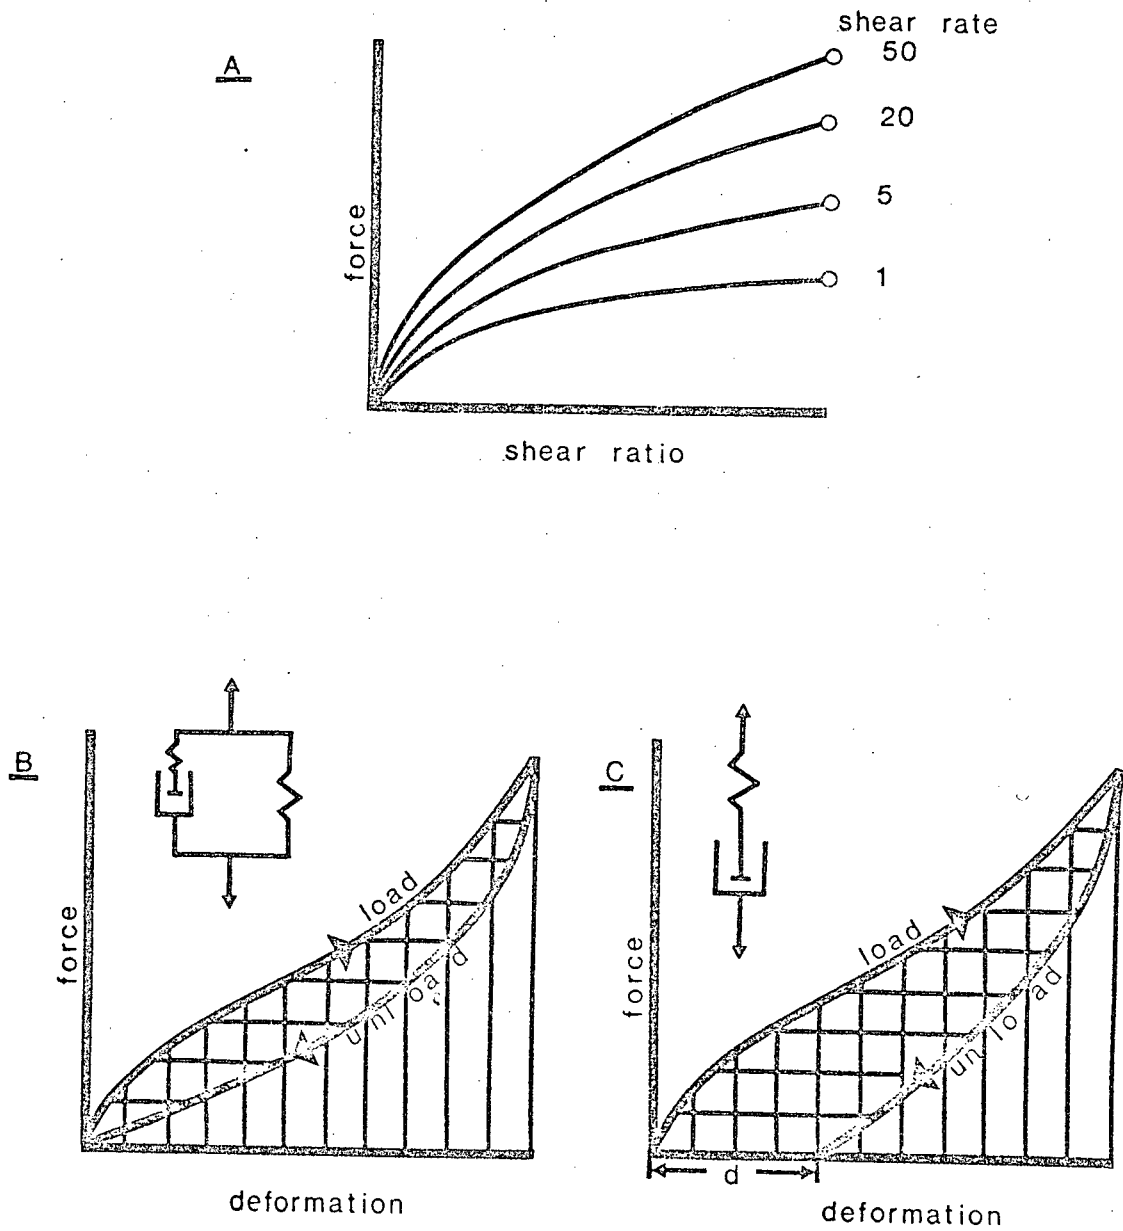 shear rate
A
50
20
5
1
force
shear ratio
B
load
unload
force
deformation
C
load
unload
force
d
deformation